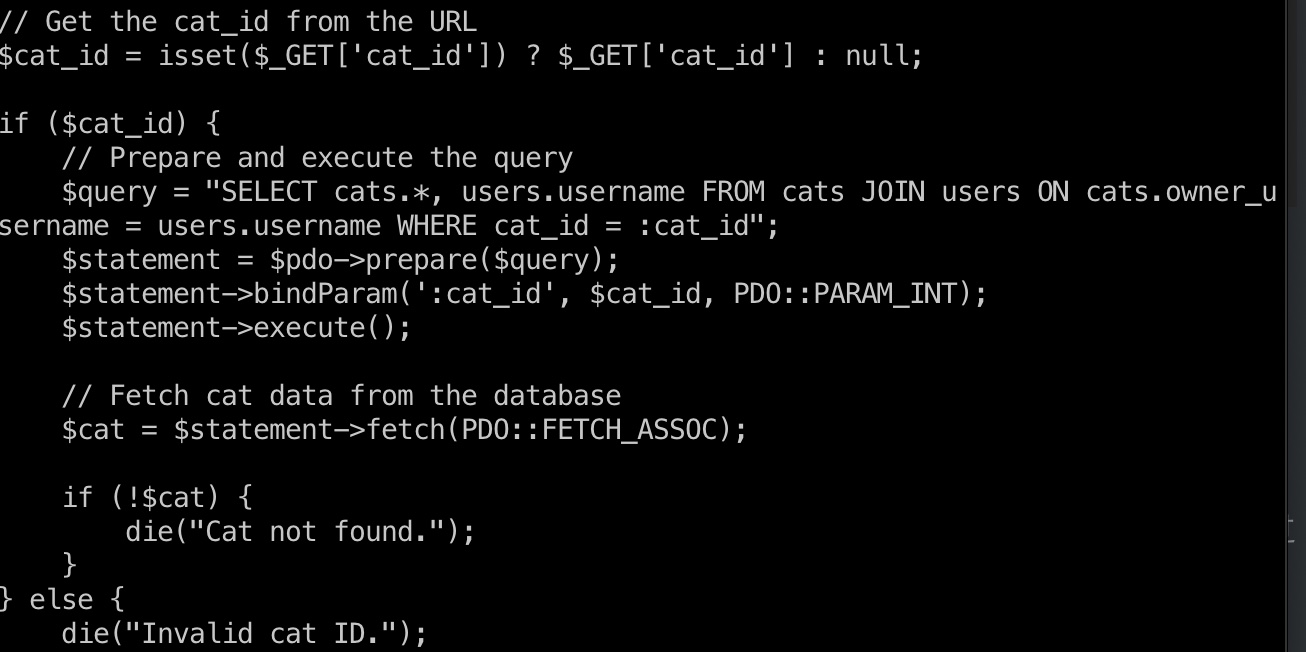 // Get the cat_id from the URL
$cat_id = isset($_GET['cat_id']) ? $_GET['cat_id'] : null;
if ($cat_id) {
// Prepare and execute the query
$query = "SELECT cats.*, users.username FROM cats JOIN users ON cats.owner_u
sername = users.username WHERE cat_id = :cat_id";
$statement = $pdo->prepare($query);
$statement->bindParam(':cat_id', $cat_id, PDO::PARAM_INT);
$statement->execute();
// Fetch cat data from the database
$cat = $statement->fetch(PDO::FETCH_ASSOC);
if (!$cat) {
die("Cat not found.");
}
} else {
die("Invalid cat ID.");